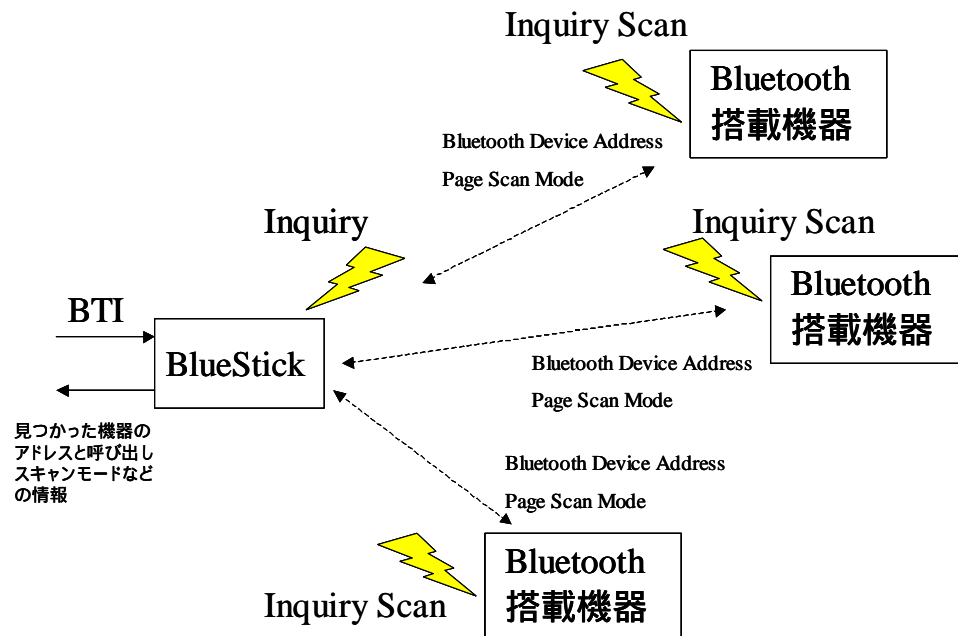 Inquiry Scan
Bluetooth
搭載機器
Bluetooth Device Address
Page Scan Mode
Inquiry
Inquiry Scan
Bluetooth
搭載機器
BTI
BlueStick
Bluetooth Device Address
Page Scan Mode
見つかった機器の
アドレスと呼び出し
スキャンモードなど
の情報
Bluetooth Device Address
Page Scan Mode
Inquiry Scan
Bluetooth
搭載機器